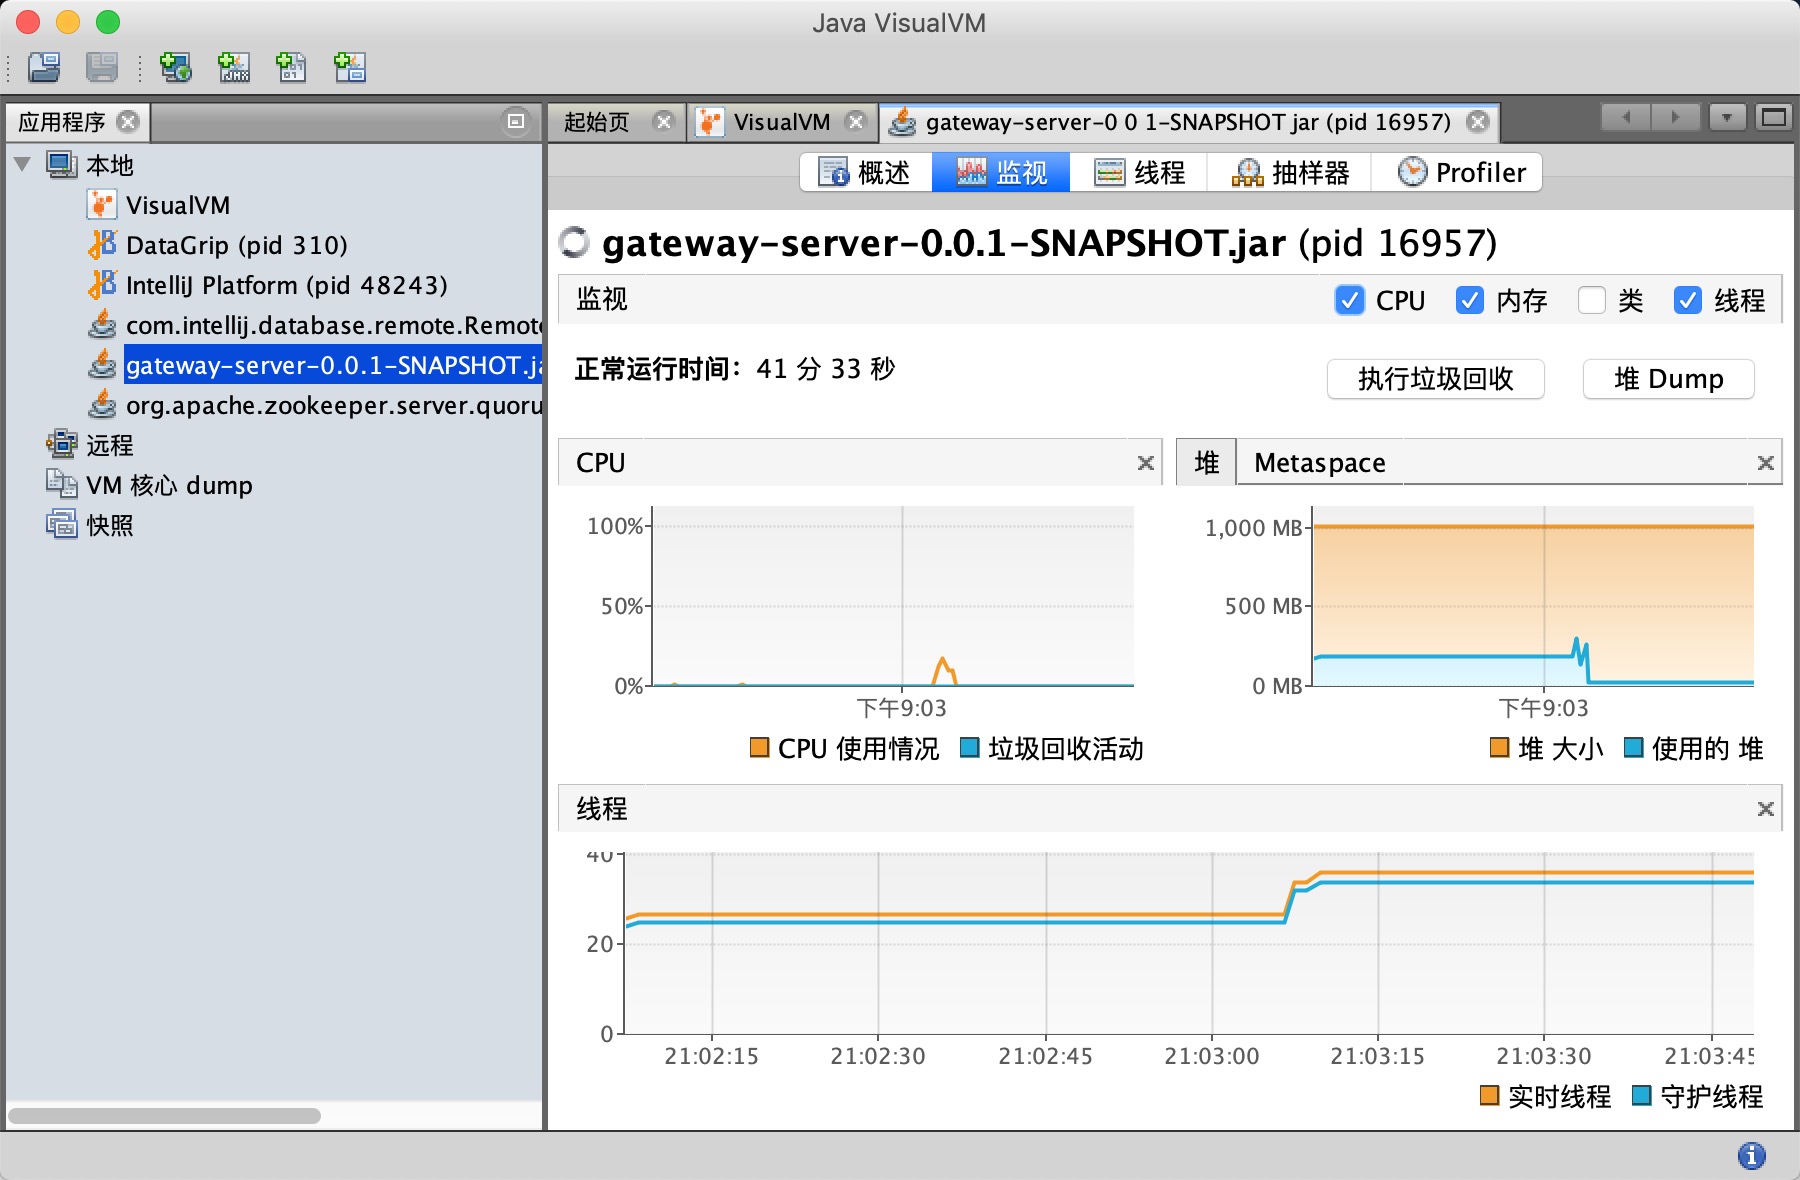 Java VisualVM
应用程序
起始页
VisualVM
gateway-server-0 0 1-SNAPSHOT jar (pid 16957)
本地
VisualVM
DataGrip (pid 310)
IntelliJ Platform (pid 48243)
com.intellij.database.remote.Remote
gateway-server-0.0.1-SNAPSHOT.ja
org.apache.zookeeper.server.quoru
远程
VM 核心 dump
快照
概述
监视
线程
抽样器
Profiler
gateway-server-0.0.1-SNAPSHOT.jar (pid 16957)
监视
CPU
内存
类
线程
正常运行时间：41 分 33 秒
执行垃圾回收
堆 Dump
CPU
100%
50%
0%
下午9:03
CPU 使用情况
垃圾回收活动
堆
Metaspace
1,000 MB
500 MB
0 MB
下午9:03
堆 大小
使用的 堆
线程
40
20
0
21:02:15
21:02:30
21:02:45
21:03:00
21:03:15
21:03:30
21:03:45
实时线程
守护线程